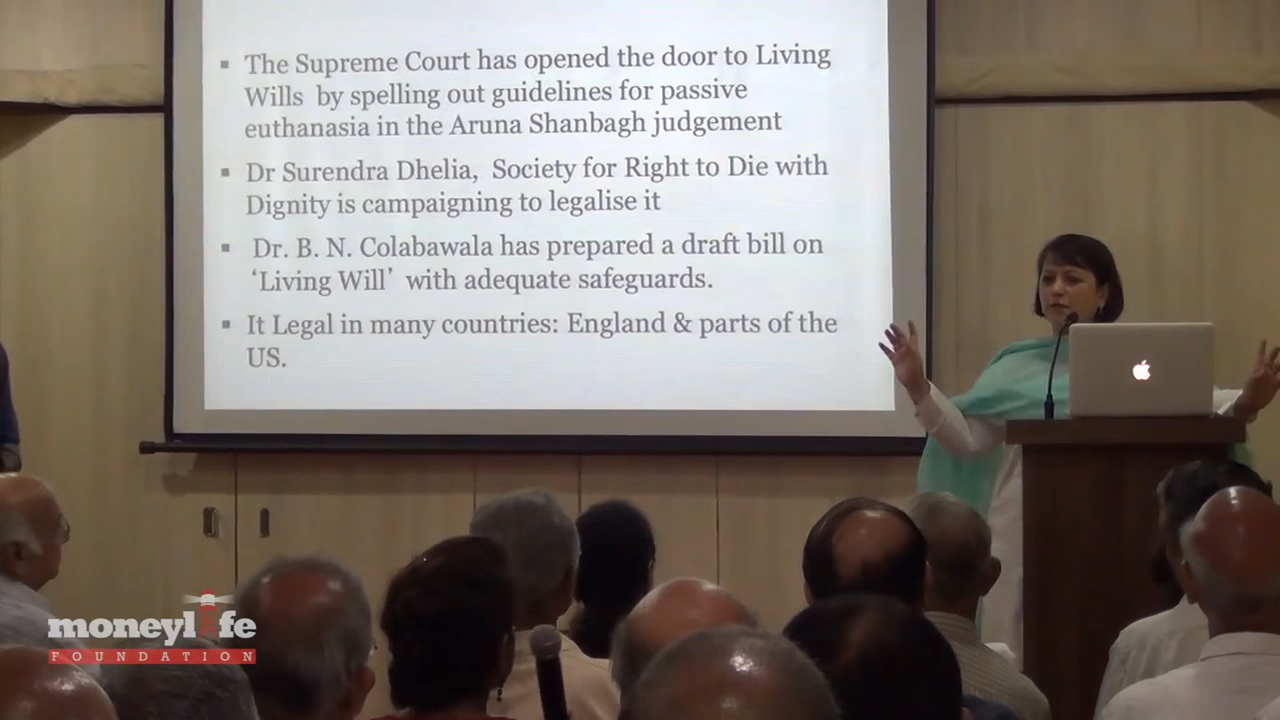 ▪ The Supreme Court has opened the door to Living
Wills by spelling out guidelines for passive
euthanasia in the Aruna Shanbagh judgement
▪ Dr Surendra Dhelia, Society for Right to Die with
Dignity is campaigning to legalise it
▪ Dr. B. N. Colabawala has prepared a draft bill on
‘Living Will’ with adequate safeguards.
▪ It Legal in many countries: England & parts of the
US.
moneylife
FOUNDATION